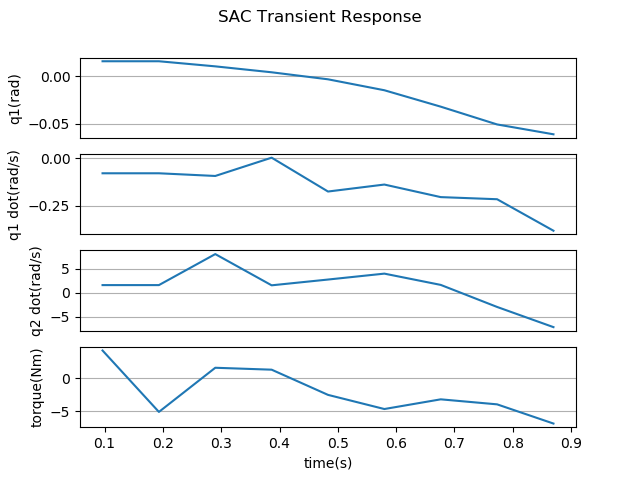 SAC Transient Response
q1(rad)
0.00
−0.05
q1 dot(rad/s)
0.00
−0.25
q2 dot(rad/s)
5
0
−5
torque(Nm)
0
−5
0.1 0.2 0.3 0.4 0.5 0.6 0.7 0.8 0.9
time(s)